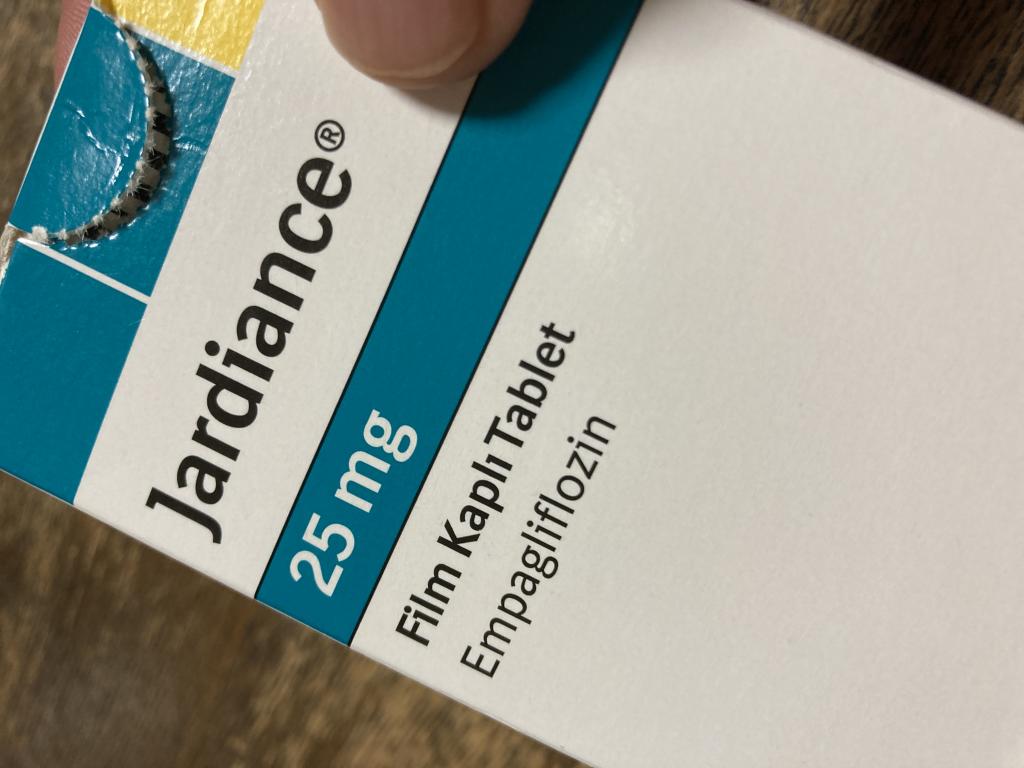 Jardiance®
25 mg
Film Kaplı Tablet
Empagliflozin